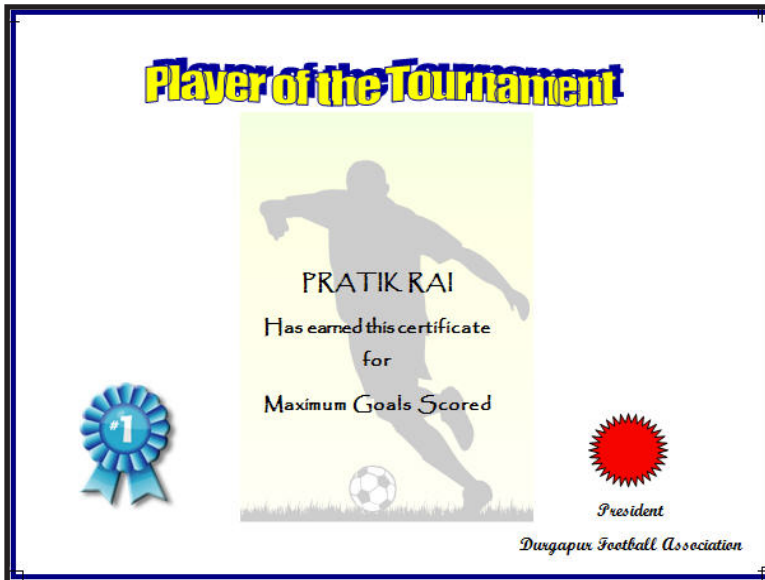 Player of the Tournament
PRATIK RAI
Has earned this certificate
for
Maximum Goals Scored
#1
President
Durgapur Football Association